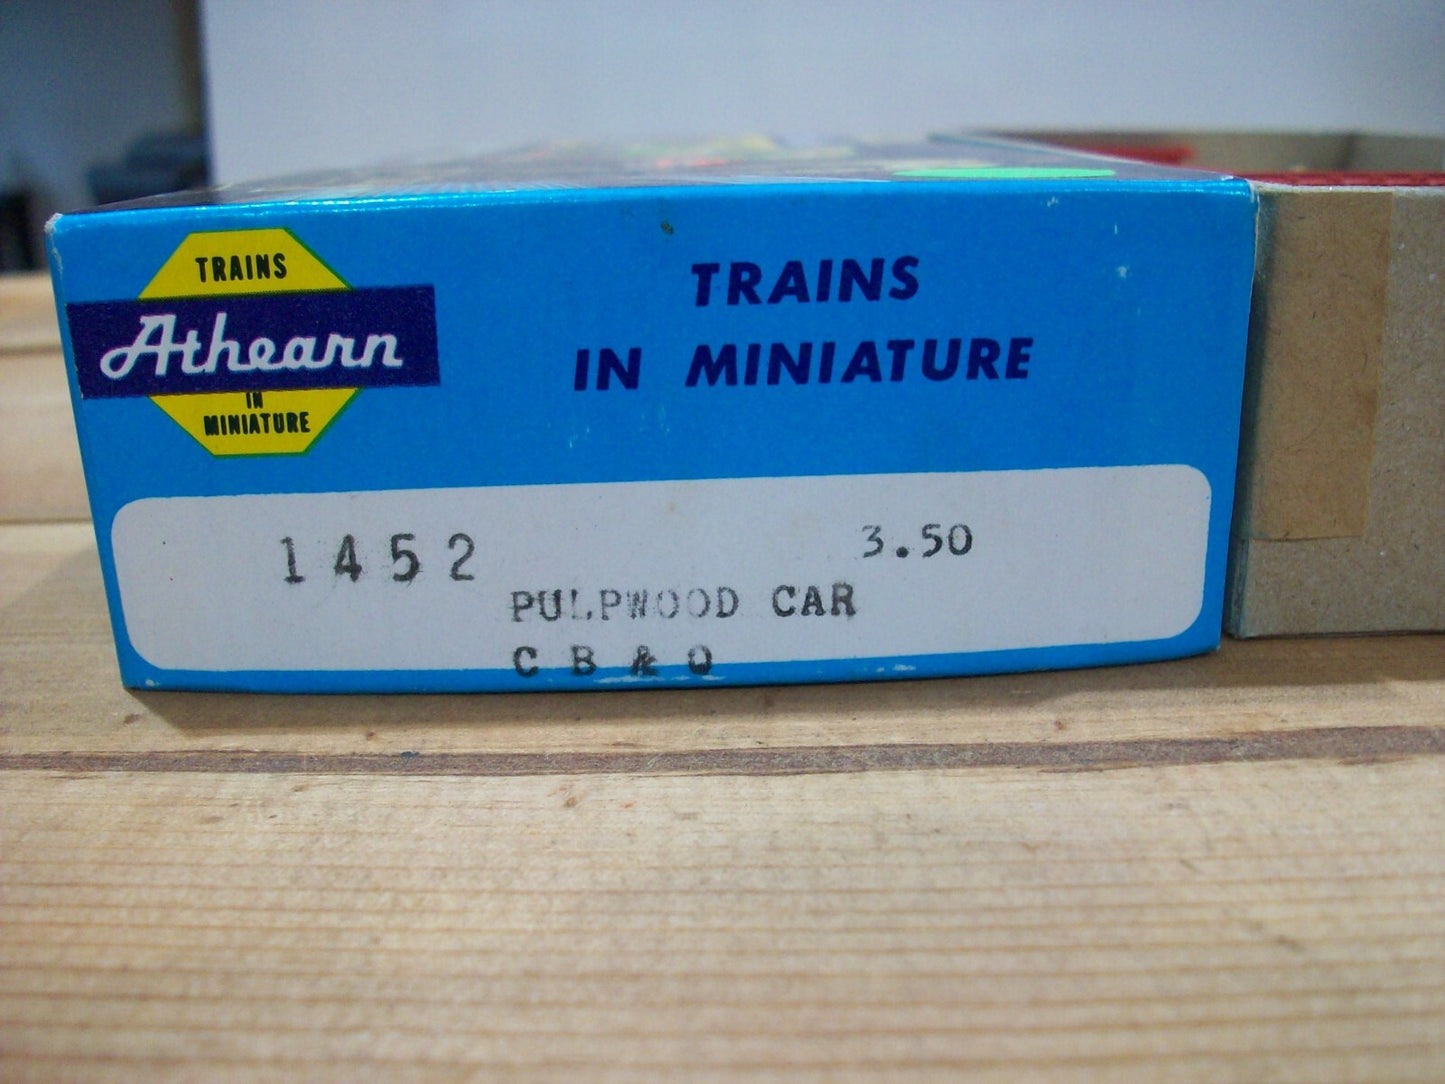 TRAINS
Athearn
IN
MINIATURE
TRAINS
IN MINIATURE
1452
3.50
PULPWOOD CAR
C B & Q